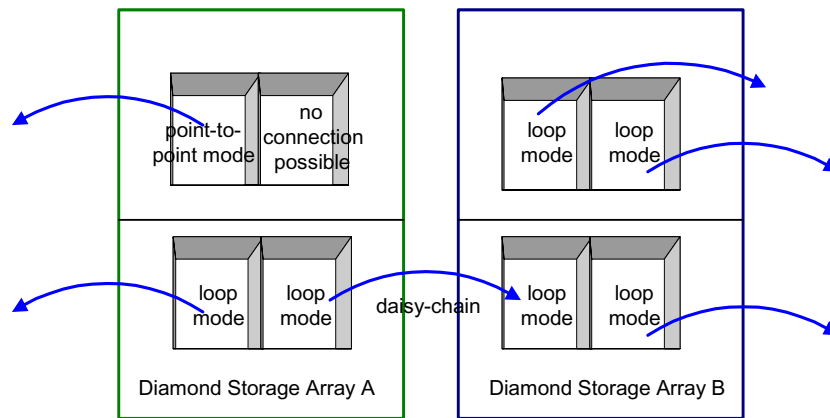 point-to-
point mode
no
connection
possible
loop
mode
loop
mode
loop
mode
loop
mode
daisy-chain
loop
mode
loop
mode
Diamond Storage Array A
Diamond Storage Array B